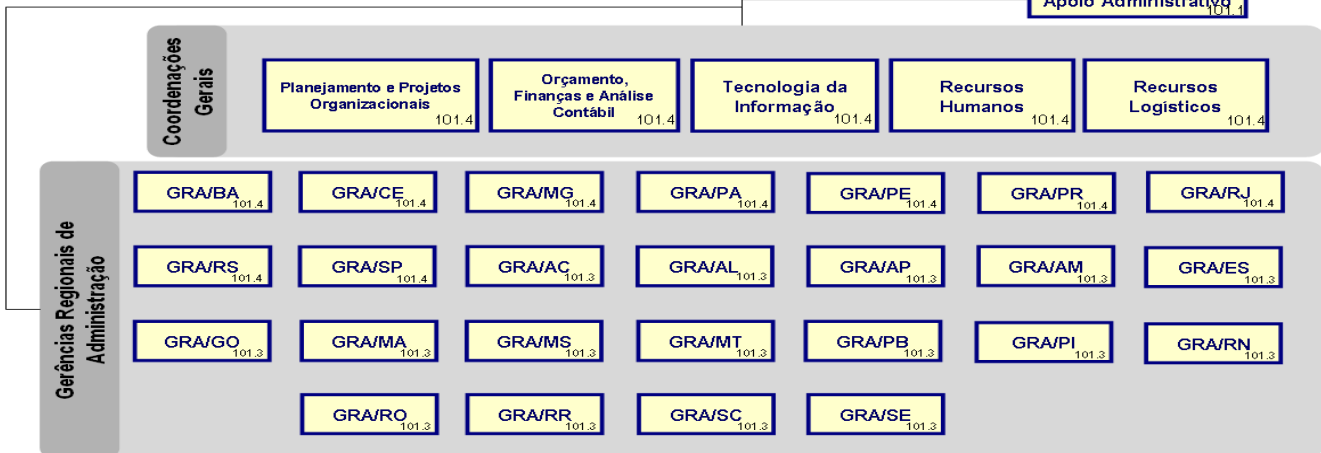 Apoio Administrativo
101.1
Coordenações
Gerais
Planejamento e Projetos
Organizacionais
101.4
Orçamento,
Finanças e Análise
Contábil
101.4
Tecnologia da
Informação
101.4
Recursos
Humanos
101.4
Recursos
Logísticos
101.4
Gerências Regionais de
Administração
GRA/BA 101.4
GRA/CE 101.4
GRA/MG 101.4
GRA/PA 101.4
GRA/PE 101.4
GRA/PR 101.4
GRA/RJ 101.4
GRA/RS 101.4
GRA/SP 101.4
GRA/AC 101.3
GRA/AL 101.3
GRA/AP 101.3
GRA/AM 101.3
GRA/ES 101.3
GRA/GO 101.3
GRA/MA 101.3
GRA/MS 101.3
GRA/MT 101.3
GRA/PB 101.3
GRA/PI 101.3
GRA/RN 101.3
GRA/RO 101.3
GRA/RR 101.3
GRA/SC 101.3
GRA/SE 101.3